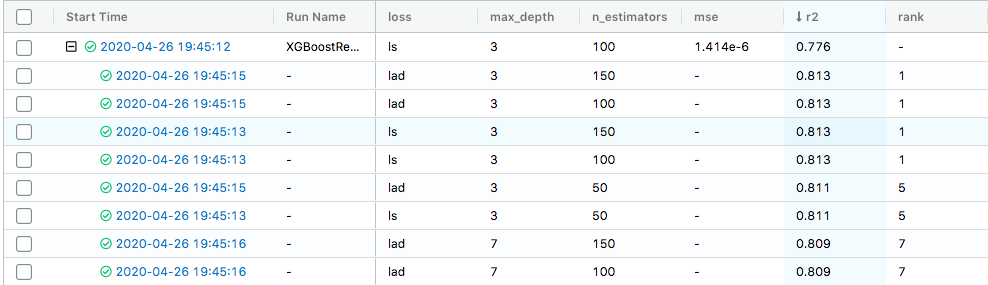 Start Time Run Name loss max_depth n_estimators mse ↓ r2 rank
2020-04-26 19:45:12 XGBoostRe... ls 3 100 1.414e-6 0.776 -
2020-04-26 19:45:15 - lad 3 150 0.813 1
2020-04-26 19:45:15 - lad 3 100 0.813 1
2020-04-26 19:45:13 - ls 3 150 0.813 1
2020-04-26 19:45:13 - ls 3 100 0.813 1
2020-04-26 19:45:15 - lad 3 50 0.811 5
2020-04-26 19:45:13 - ls 3 50 0.811 5
2020-04-26 19:45:16 - lad 7 150 0.809 7
2020-04-26 19:45:16 - lad 7 100 0.809 7